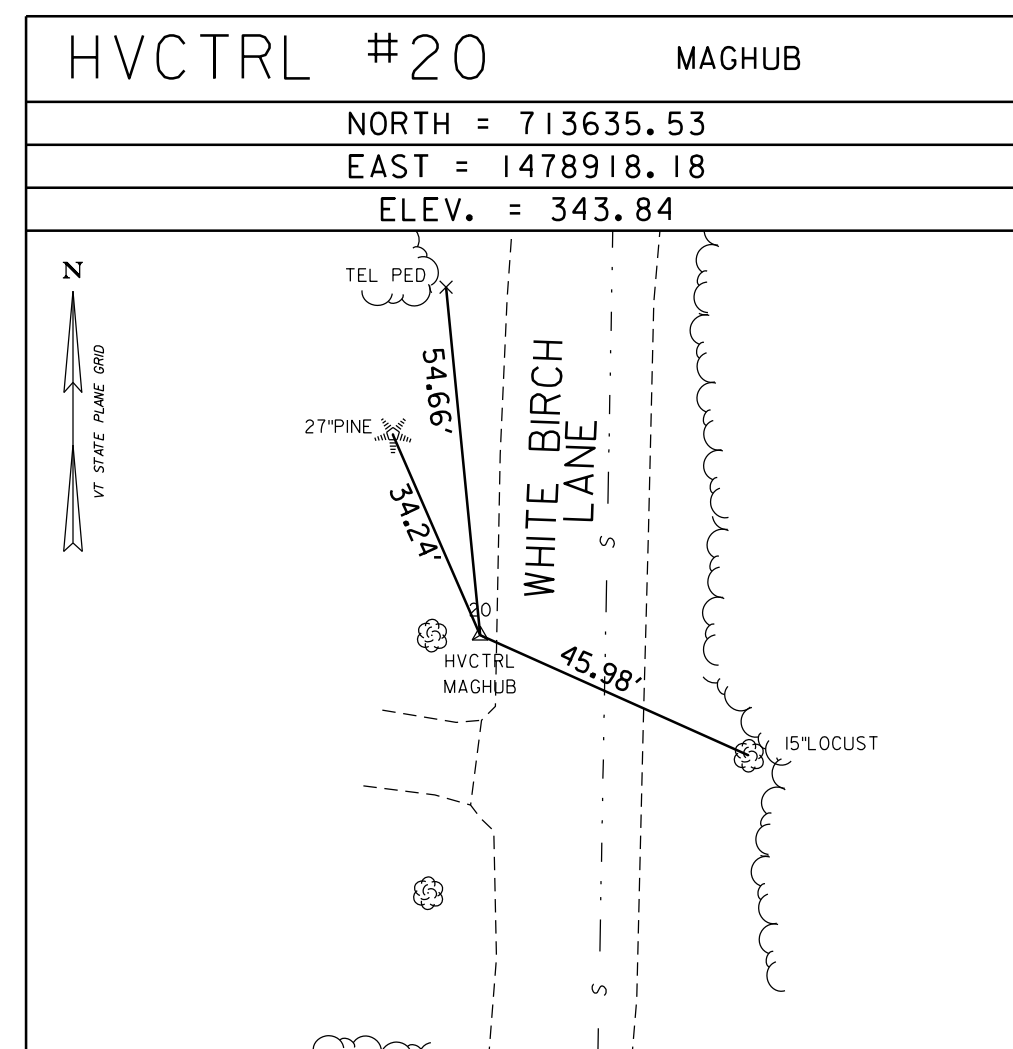 HVCTRL #20 MAGHUB
NORTH = 713635.53
EAST = 1478918.18
ELEV. = 343.84
N
VT STATE PLANE GRID
TEL PED
54.66'
27"PINE
34.24'
WHITE BIRCH
LANE
S
20
HVCTRL
MAGHUB
45.98'
15"LOCUST
S